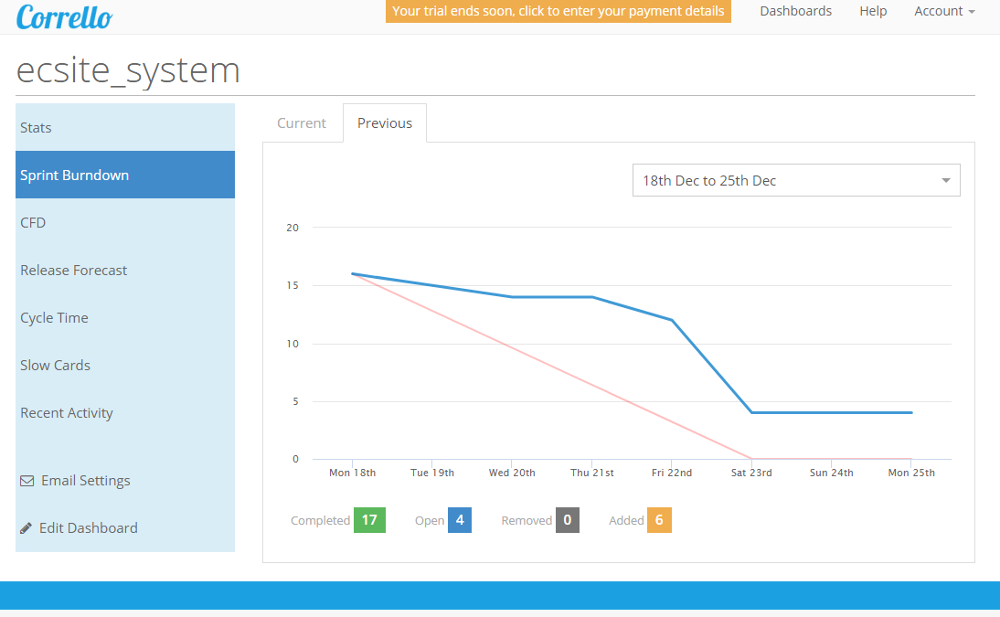 Corrello
Your trial ends soon, click to enter your payment details
Dashboards
Help
Account
ecsite_system
Stats
Sprint Burndown
CFD
Release Forecast
Cycle Time
Slow Cards
Recent Activity
Email Settings
Edit Dashboard
Current
Previous
18th Dec to 25th Dec
20
15
10
5
0
Mon 18th Tue 19th Wed 20th Thu 21st Fri 22nd Sat 23rd Sun 24th Mon 25th
Completed 17 Open 4 Removed 0 Added 6